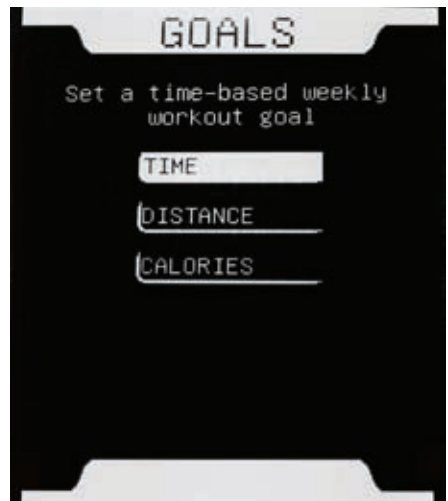 GOALS
Set a time-based weekly
workout goal
TIME
DISTANCE
CALORIES